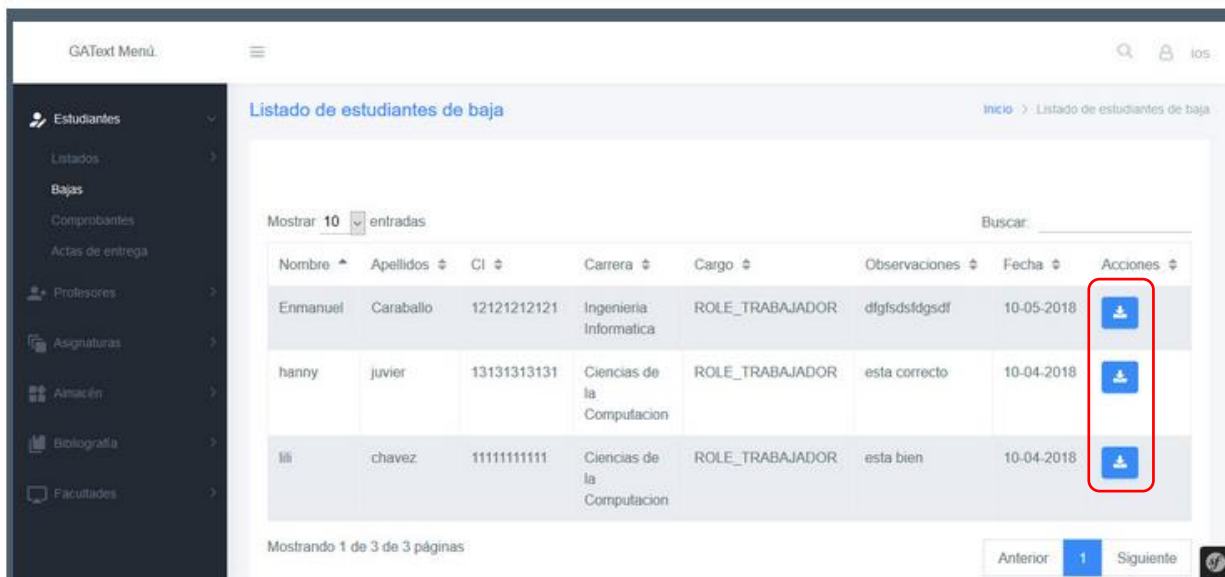 GAText Menú.
ios
Estudiantes
Listados
Bajas
Comprobantes
Actas de entrega
Profesores
Asignaturas
Almacén
Bibliografía
Facultades
Listado de estudiantes de baja
Inicio > Listado de estudiantes de baja
Mostrar 10 entradas
Buscar:
Nombre Apellidos CI Carrera Cargo Observaciones Fecha Acciones
Enmanuel Caraballo 12121212121 Ingenieria ROLE_TRABAJADOR dfgfsdsfdgsdf 10-05-2018
Informatica
hanny juvier 13131313131 Ciencias de ROLE_TRABAJADOR esta correcto 10-04-2018
la
Computacion
lili chavez 11111111111 Ciencias de ROLE_TRABAJADOR esta bien 10-04-2018
la
Computacion
Mostrando 1 de 3 de 3 páginas
Anterior 1 Siguiente
sf